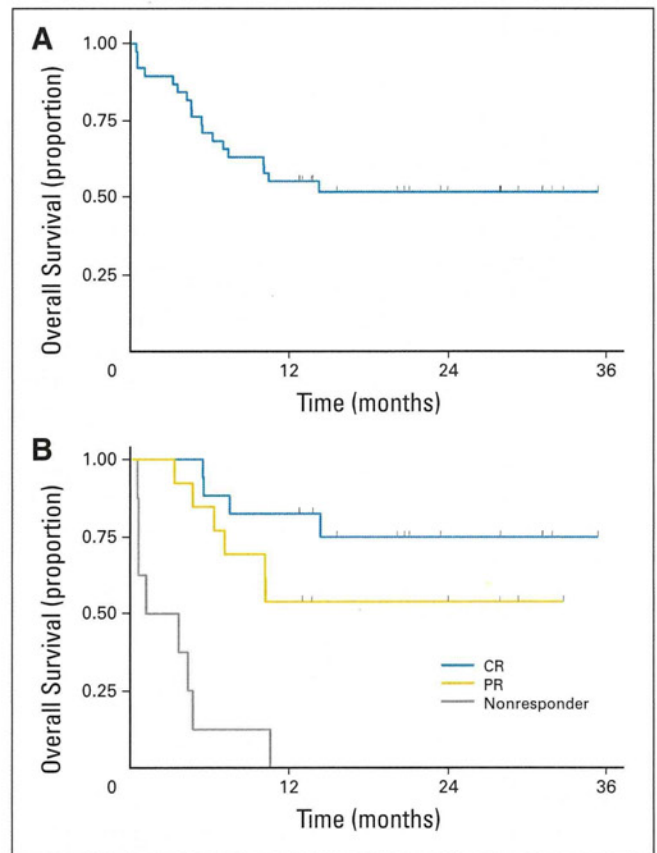 A
Overall Survival (proportion)
1.00
0.75
0.50
0.25
0
12
24
36
Time (months)
B
Overall Survival (proportion)
1.00
0.75
0.50
0.25
0
12
24
36
CR
PR
Nonresponder
Time (months)